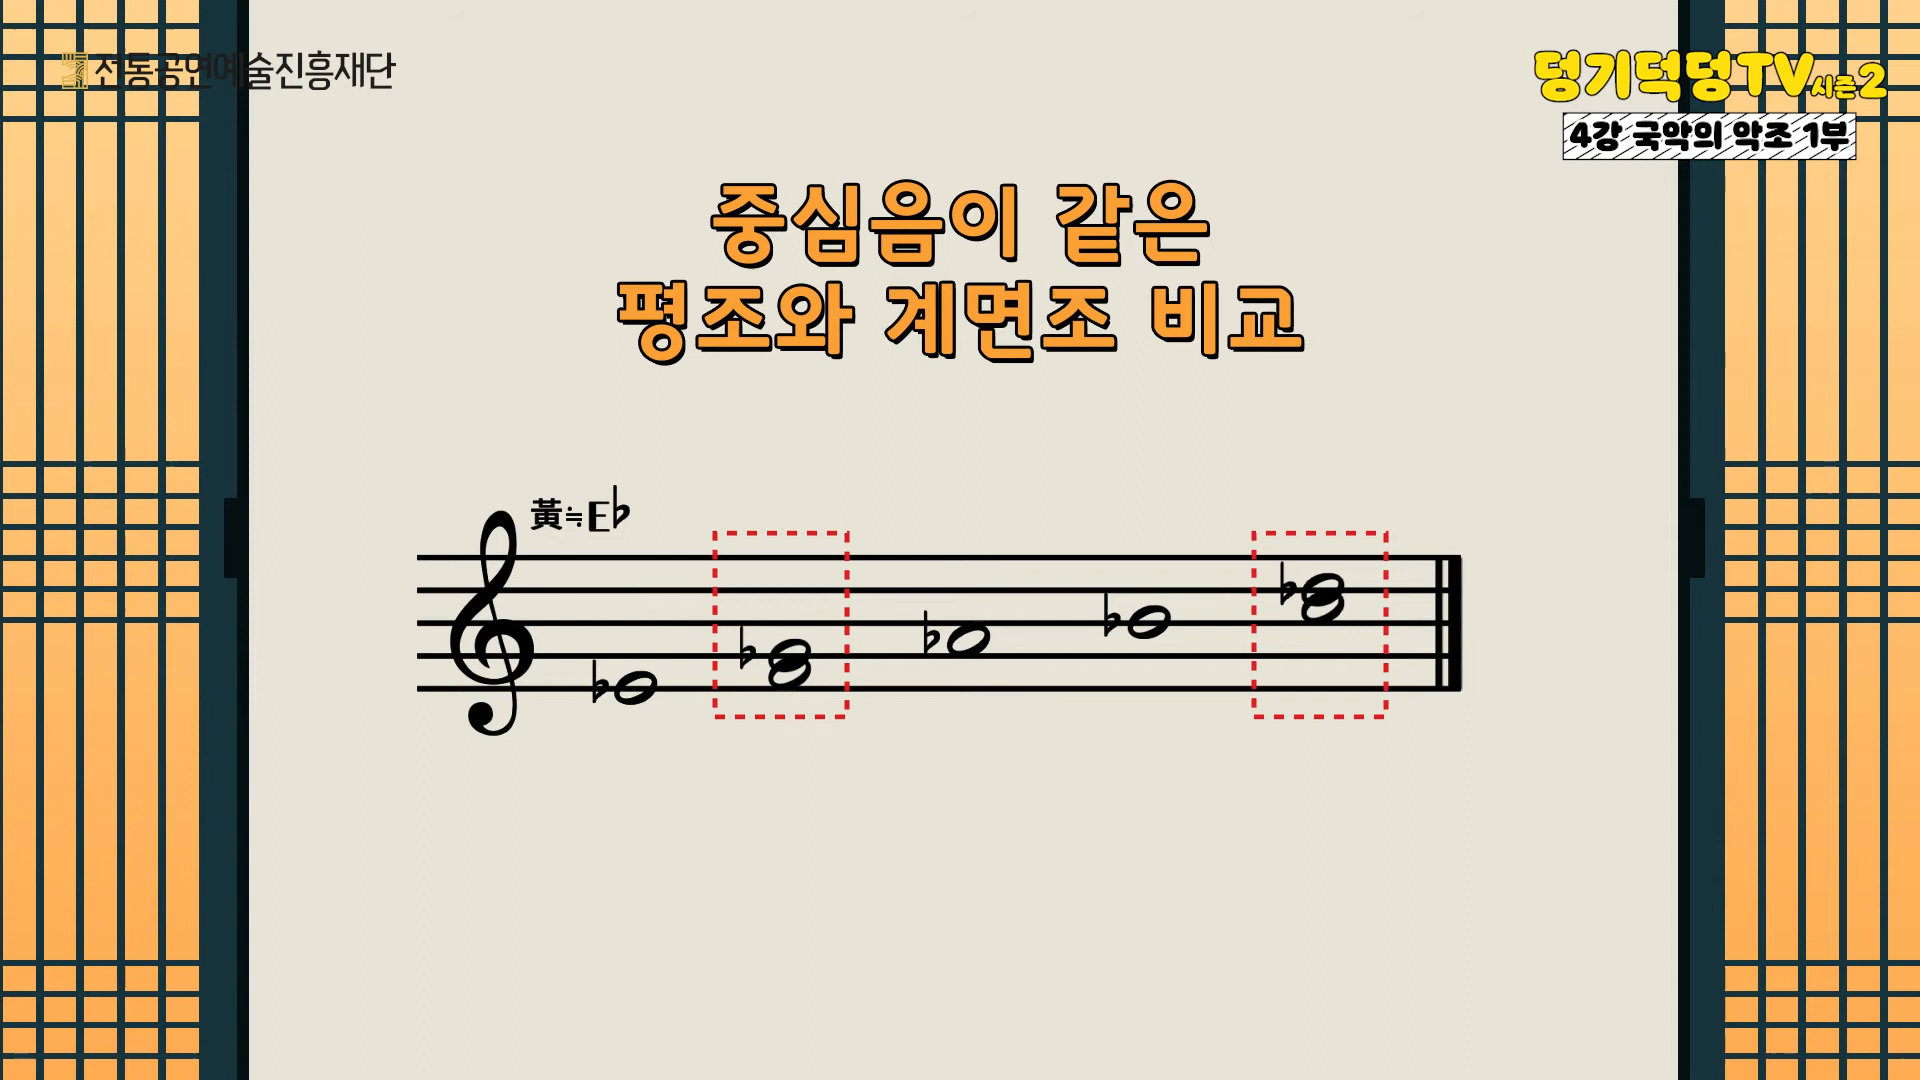 전통공연예술진흥재단
덩기덕덩TV시즌2
4강 국악의 악조 1부
중심음이 같은
평조와 계면조 비교
黃≒E♭